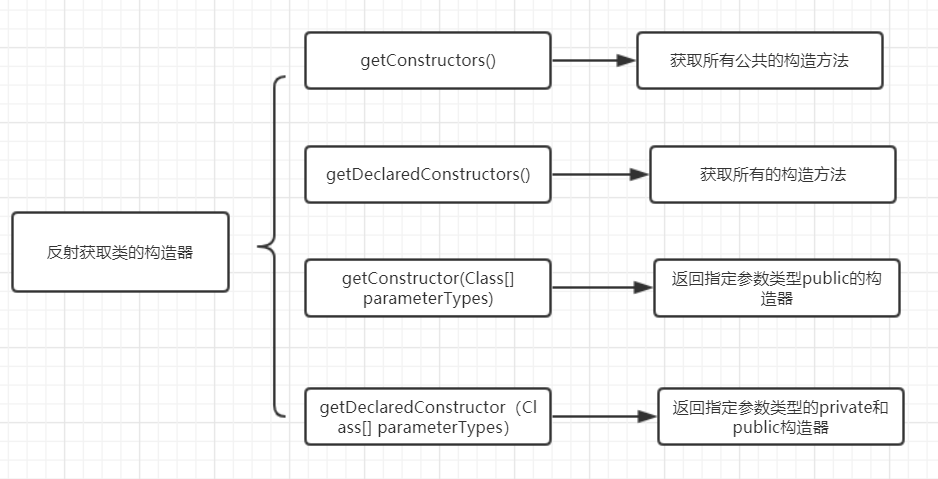 反射获取类的构造器
getConstructors()
获取所有公共的构造方法
getDeclaredConstructors()
获取所有的构造方法
getConstructor(Class[]
parameterTypes)
返回指定参数类型public的构
造器
getDeclaredConstructor（Cl
ass[] parameterTypes)
返回指定参数类型的private和
public构造器